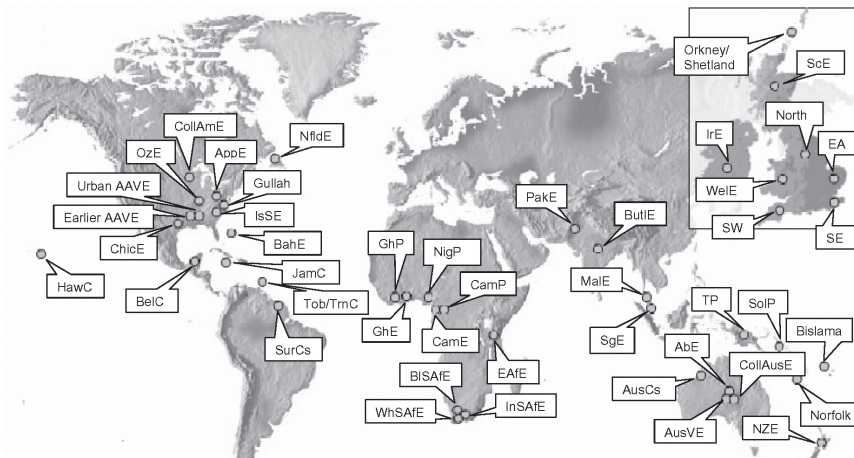 Orkney/
Shetland
ScE
CollAmE
NfldE
North
OzE
AppE
IrE
EA
Urban AAVE
Gullah
WelE
Earlier AAVE
IsSE
PakE
ButlE
SW
SE
ChicE
BahE
GhP
NigP
HawC
BelC
JamC
CamP
MalE
TP
SolP
Bislama
Tob/TrnC
GhE
CamE
SgE
AbE
CollAusE
SurCs
EAfE
BlSAfE
AusCs
WhSAfE
InSAfE
AusVE
NZE
Norfolk